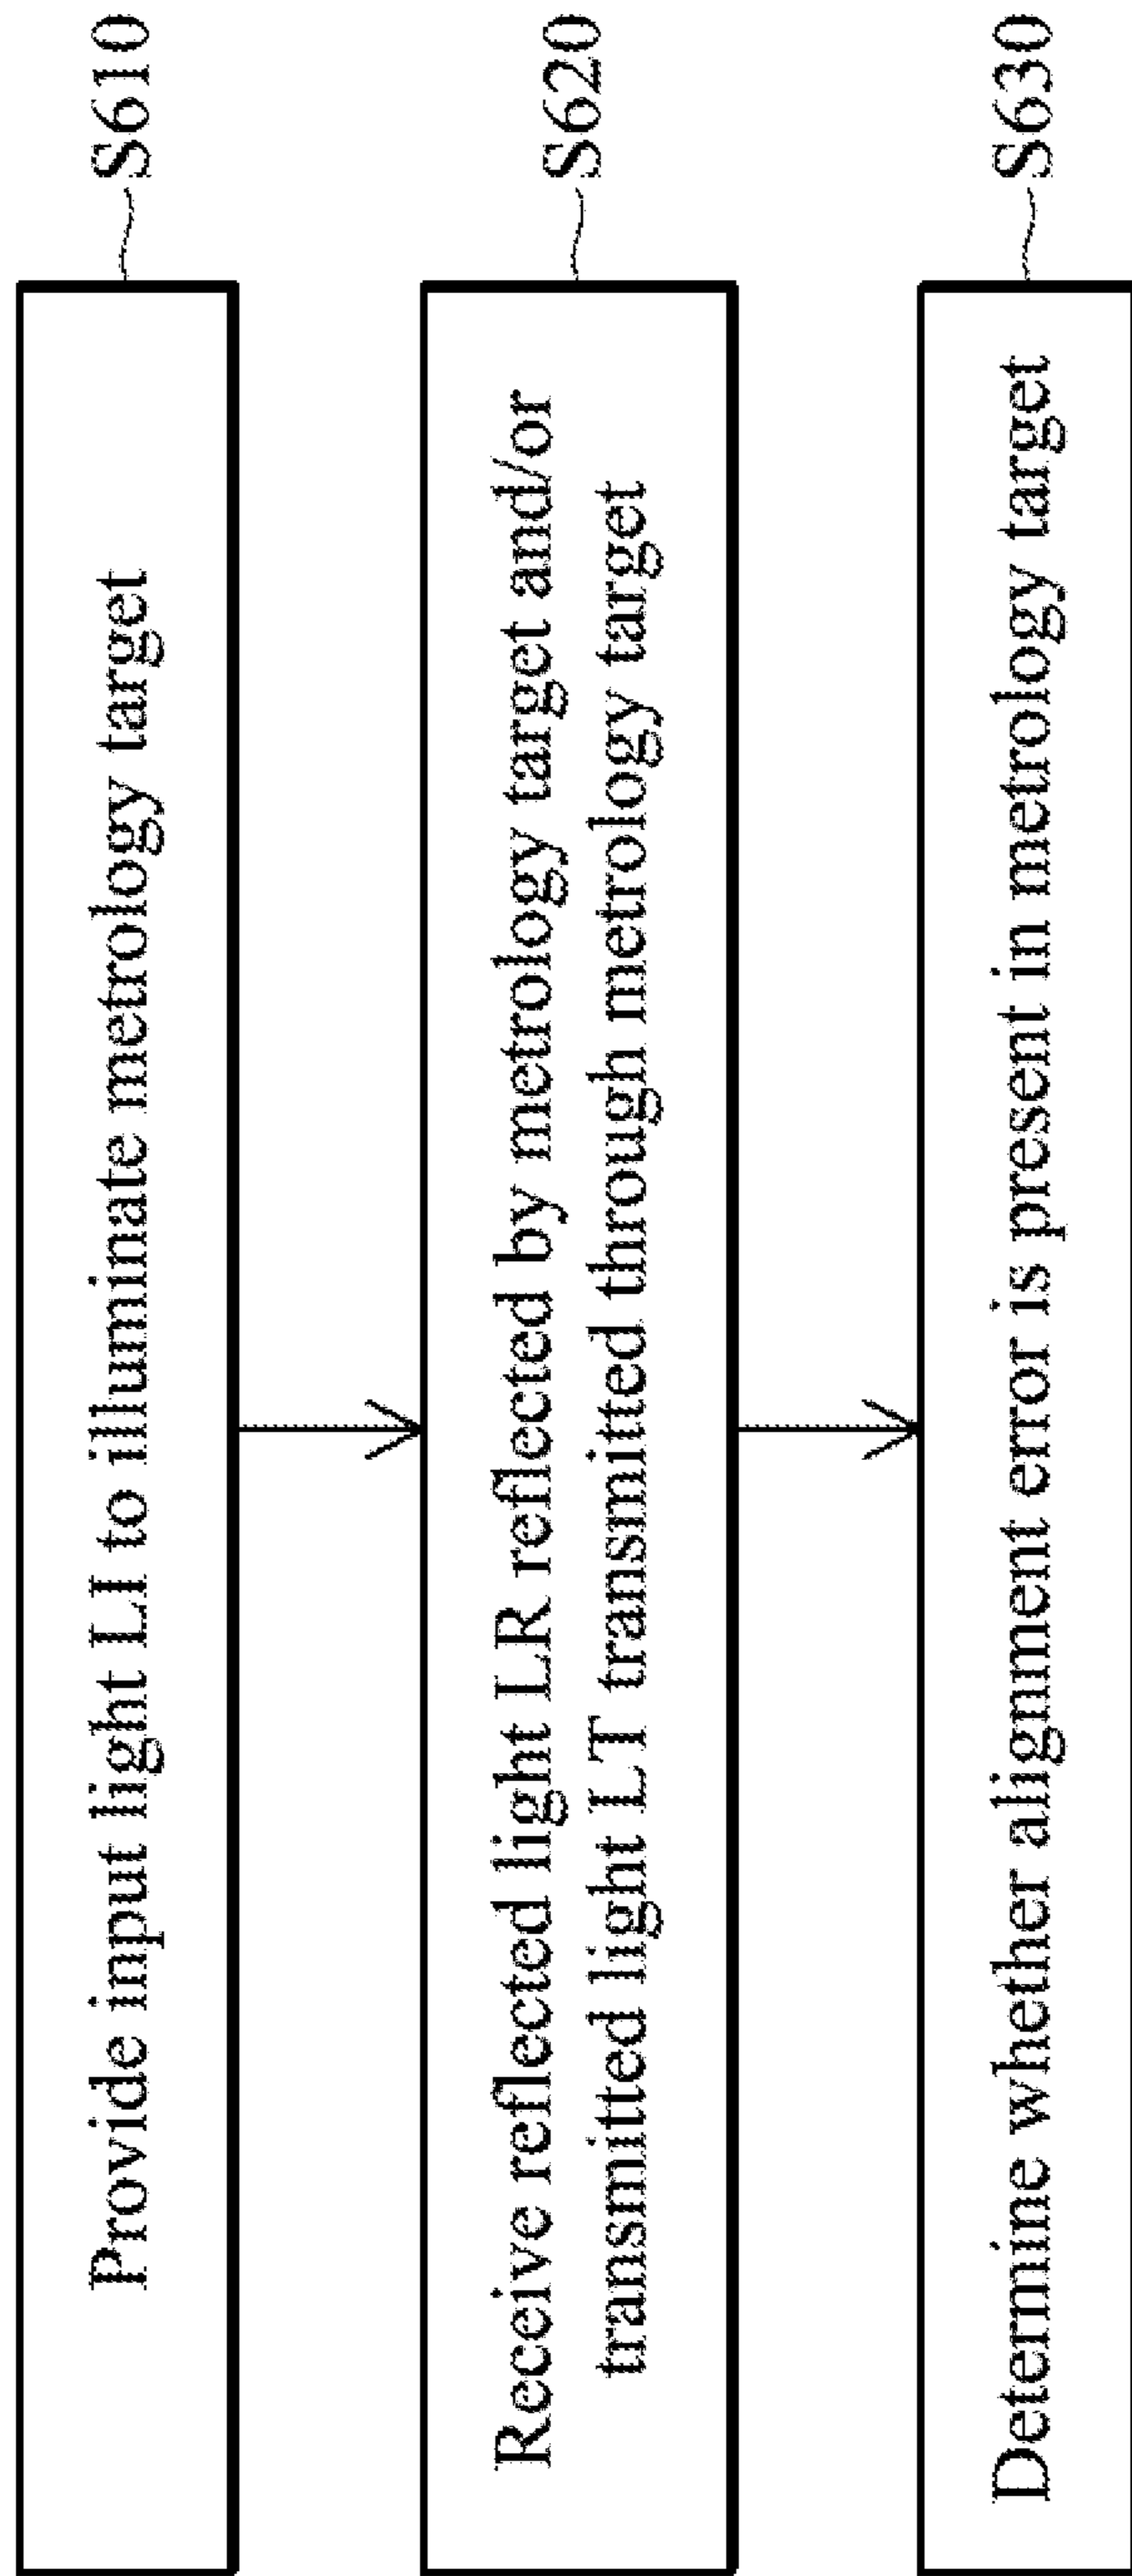 Provide input light LI to illuminate metrology target
S610
Receive reflected light LR reflected by metrology target and/or
transmitted light LT transmitted through metrology target
S620
Determine whether alignment error is present in metrology target
S630